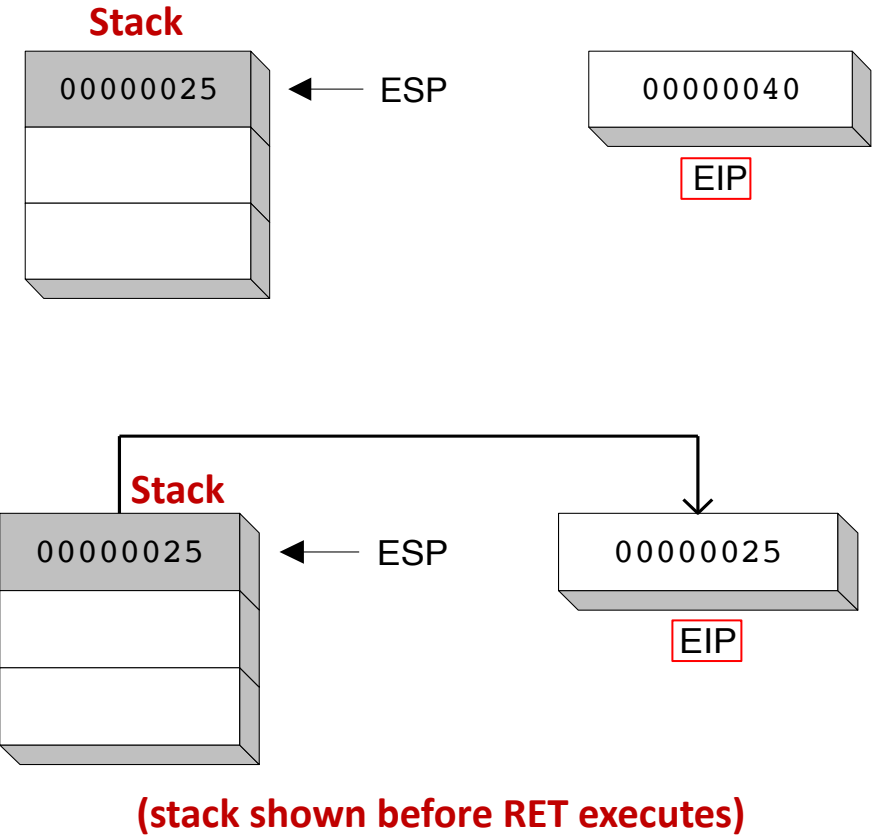 Stack
00000025
ESP
00000040
EIP
Stack
00000025
ESP
00000025
EIP
(stack shown before RET executes)